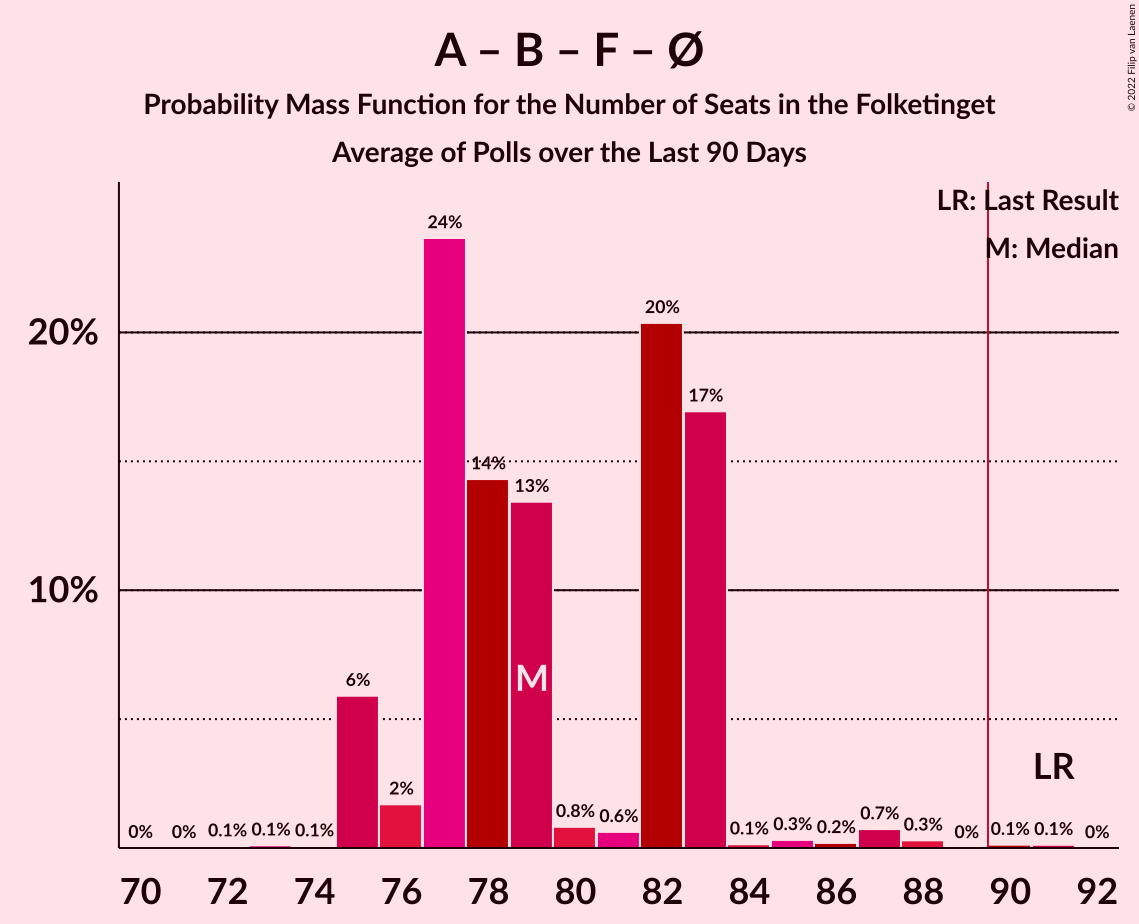 A – B – F – Ø
Probability Mass Function for the Number of Seats in the Folketinget
Average of Polls over the Last 90 Days
© 2022 Filip van Laenen
LR: Last Result
M: Median
20%
10%
0% 0% 0.1% 0.1% 0.1% 6% 2% 24% 14% 13% 0.8% 0.6% 20% 17% 0.1% 0.3% 0.2% 0.7% 0.3% 0% 0.1% 0.1% 0%
M
LR
70 72 74 76 78 80 82 84 86 88 90 92